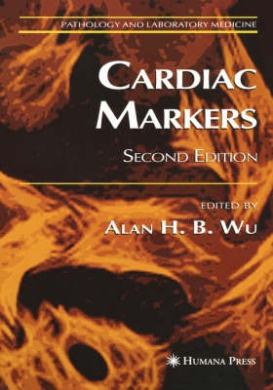 PATHOLOGY AND LABORATORY MEDICINE
CARDIAC
MARKERS
SECOND EDITION
EDITED BY
ALAN H. B. WU
HUMANA PRESS